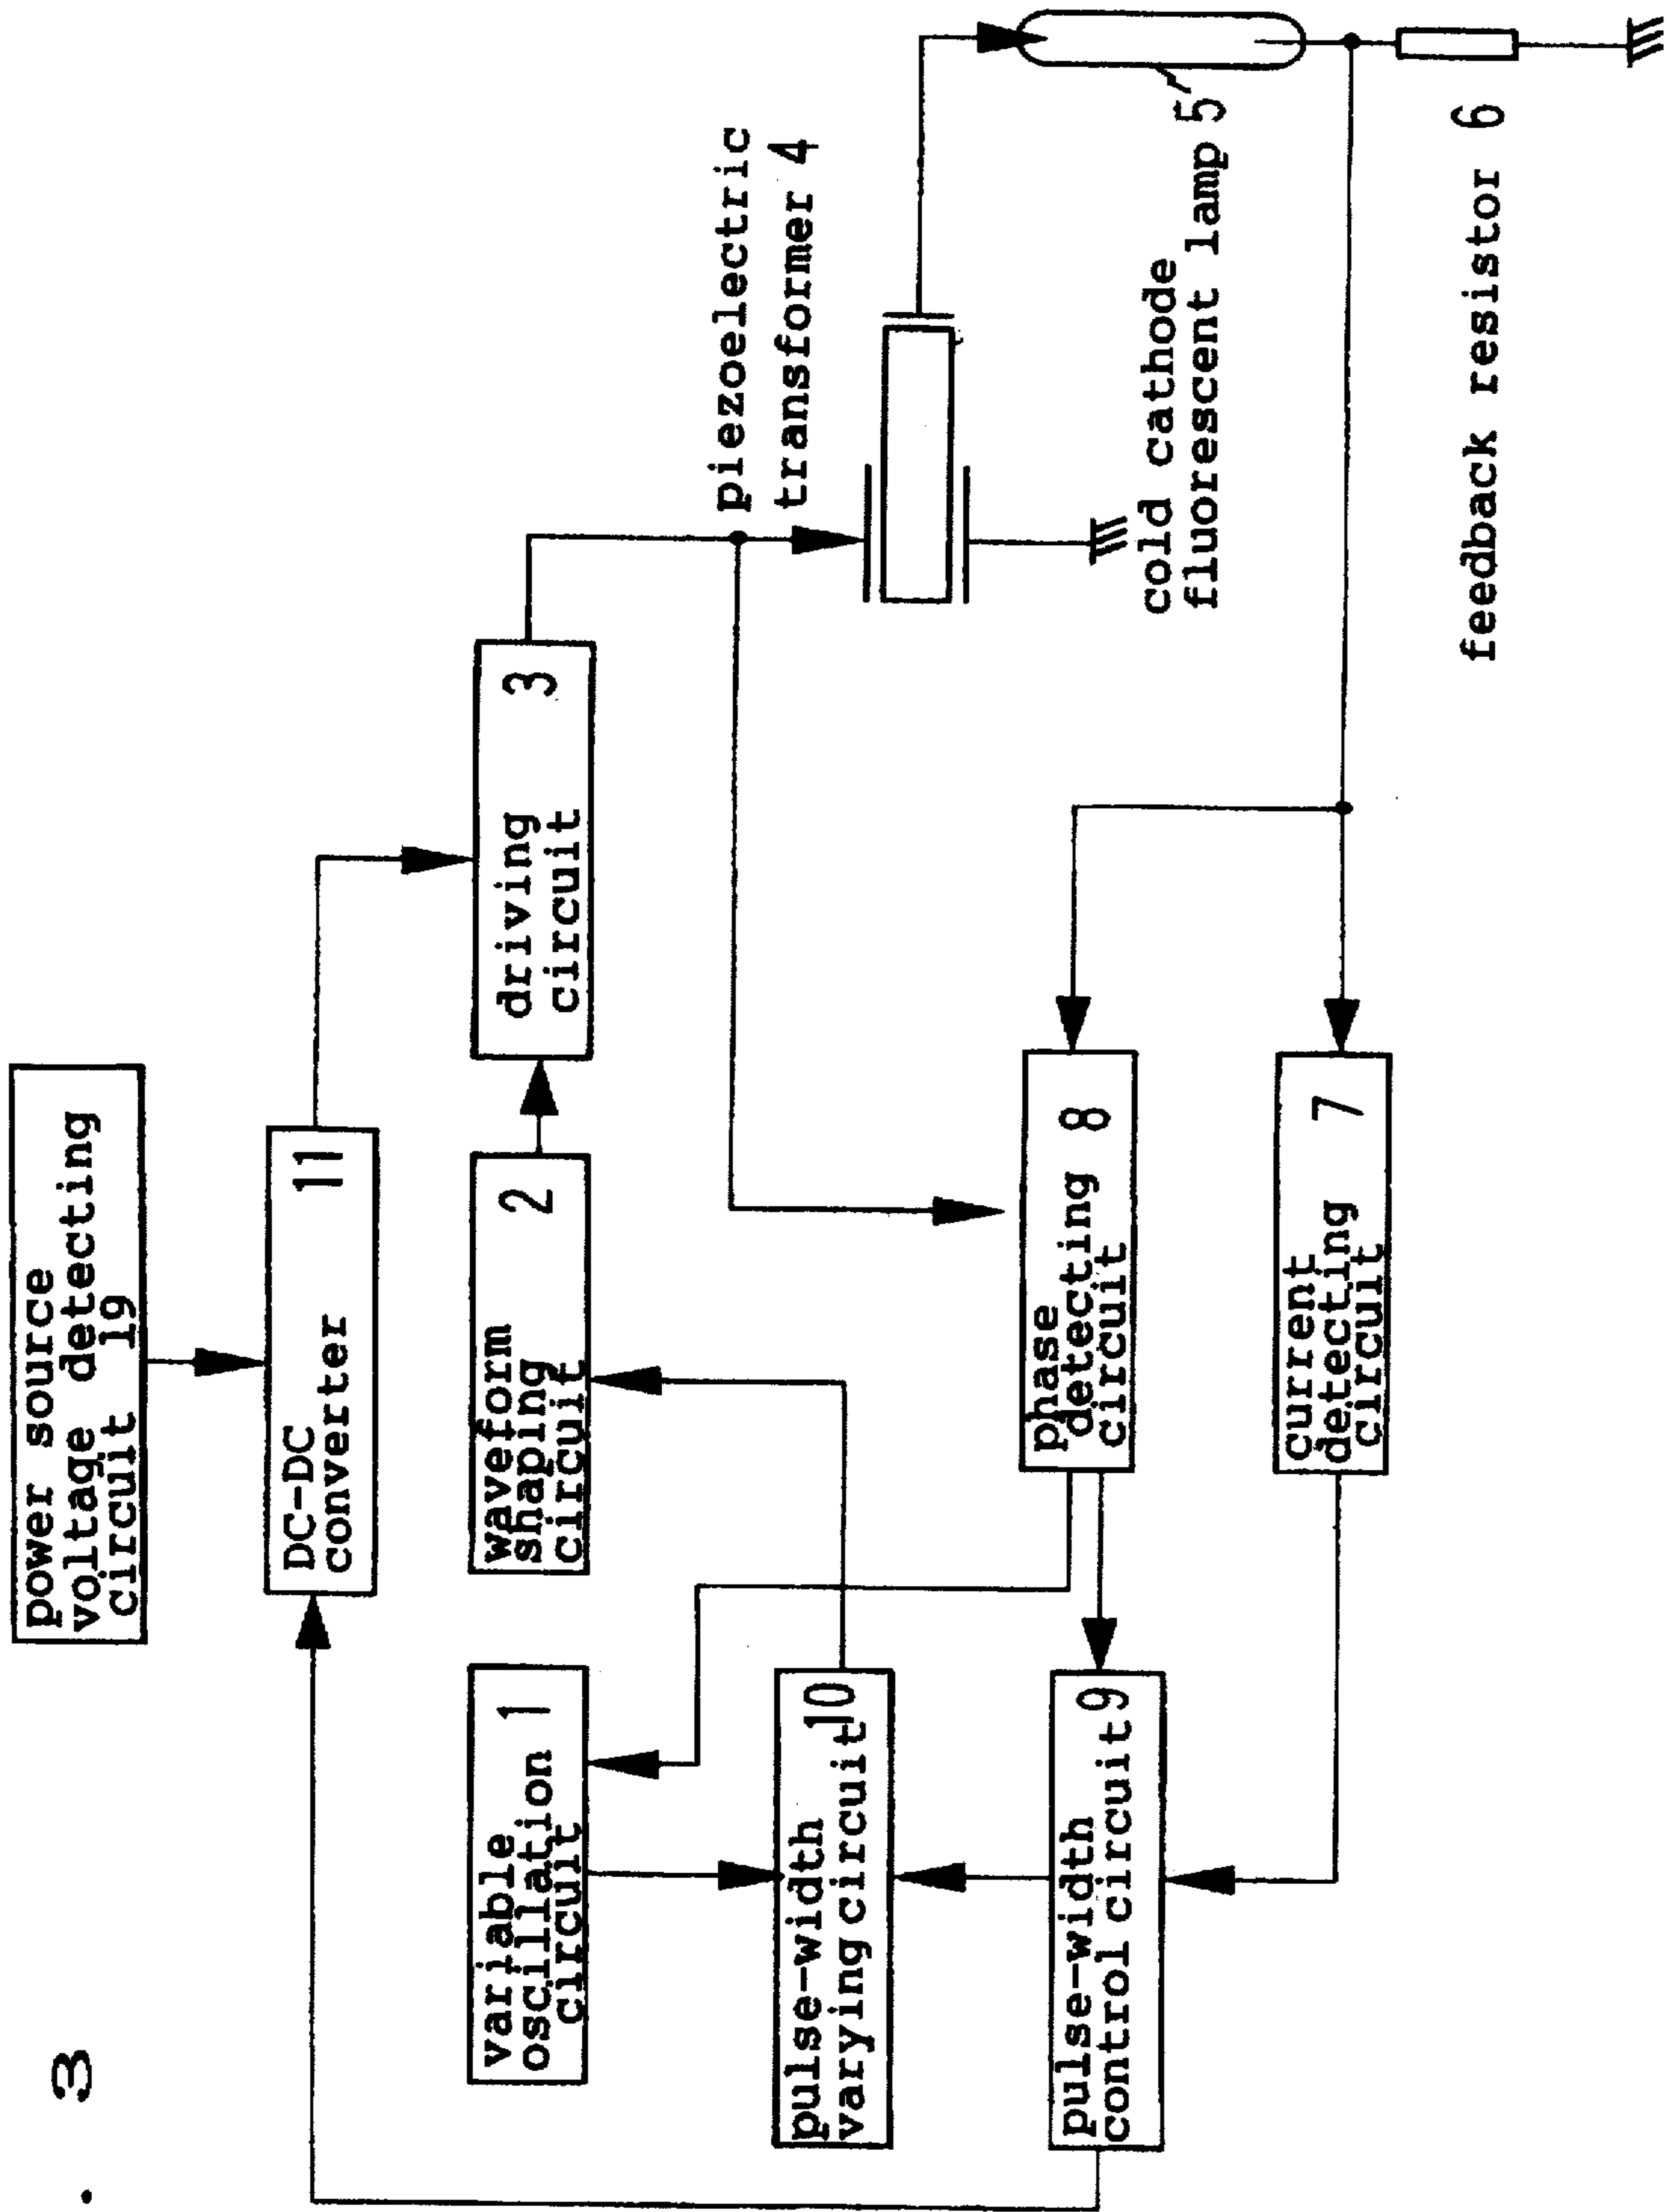 . 3
power source
voltage detecting
circuit 19
DC-DC
converter 11
variable
oscillation 1
circuit
waveform
shaping 2
circuit
driving 3
circuit
piezoelectric
transformer 4
pulse-width
varying circuit 10
cold cathode
fluorescent lamp 5
pulse-width
control circuit 9
phase
detecting 8
circuit
current
detecting 7
circuit
feedback resistor 6